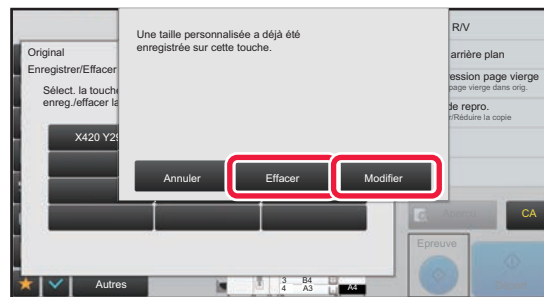 Une taille personnalisée a déjà été
enregistrée sur cette touche.
Annuler
Effacer
Modifier
Original
Enregistrer/Effacer
Sélect. la touche
enreg./effacer la
X420 Y29
R/V
arrière plan
ession page vierge
page vierge dans orig.
de repro.
r/Réduire la copie
CA
Epreuve
Autres
3 B4
4 A3
A4